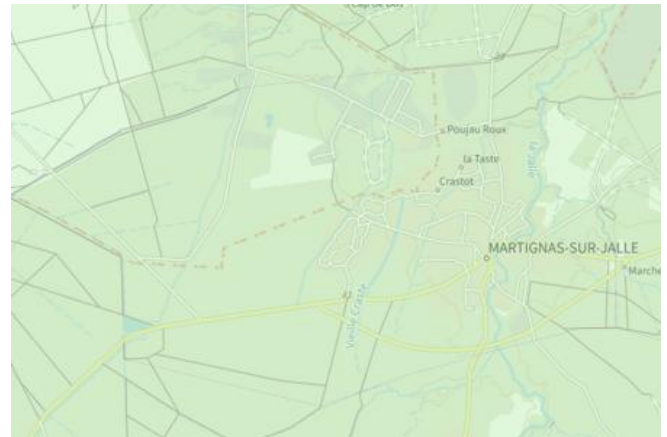 Poujau Roux
la Taste
Crastot
la Jalle
MARTIGNAS-SUR-JALLE
Marche
Vieille Craste